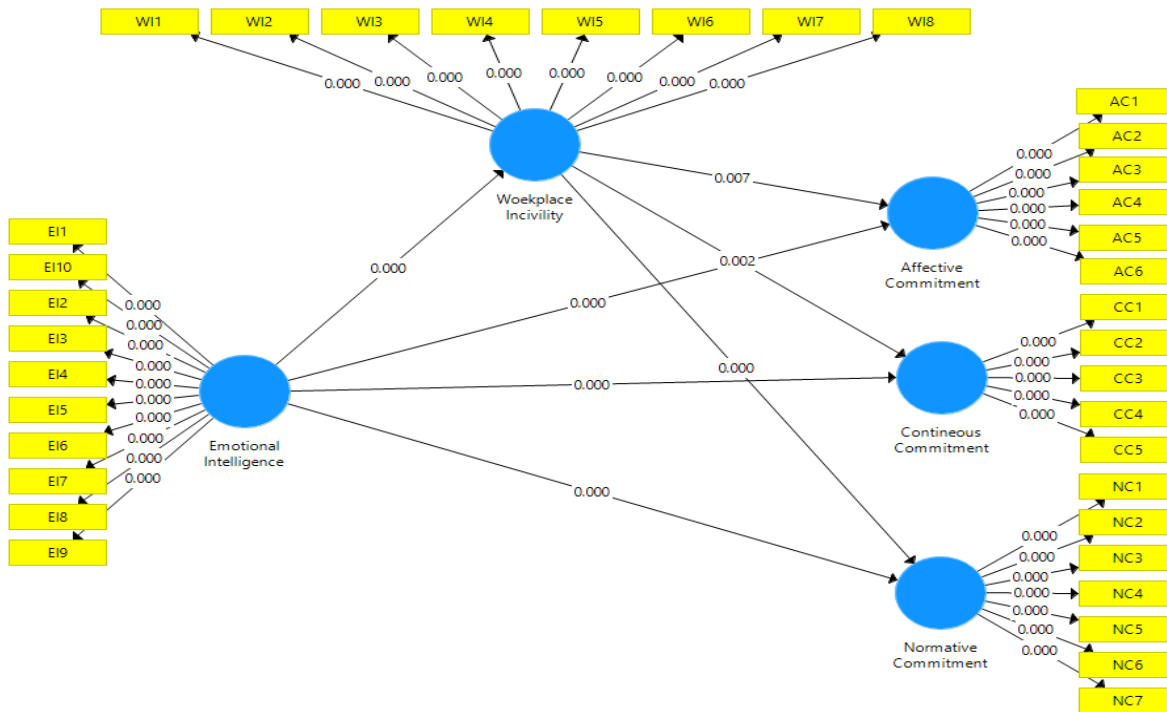 WI1 WI2 WI3 WI4 WI5 WI6 WI7 WI8
0.000 0.000 0.000 0.000 0.000 0.000 0.000 0.000
Woekplace
Incivility
EI1
EI10
EI2
EI3
EI4
EI5
EI6
EI7
EI8
EI9
0.000
0.000
0.000
0.000
0.000
0.000
0.000
0.000
0.000
0.000
Emotional
Intelligence
0.000
0.007
0.002
0.000
0.000
0.000
0.000
Affective
Commitment
0.000
0.000
0.000
0.000
0.000
0.000
AC1
AC2
AC3
AC4
AC5
AC6
Contineous
Commitment
0.000
0.000
0.000
0.000
0.000
CC1
CC2
CC3
CC4
CC5
Normative
Commitment
0.000
0.000
0.000
0.000
0.000
0.000
0.000
NC1
NC2
NC3
NC4
NC5
NC6
NC7